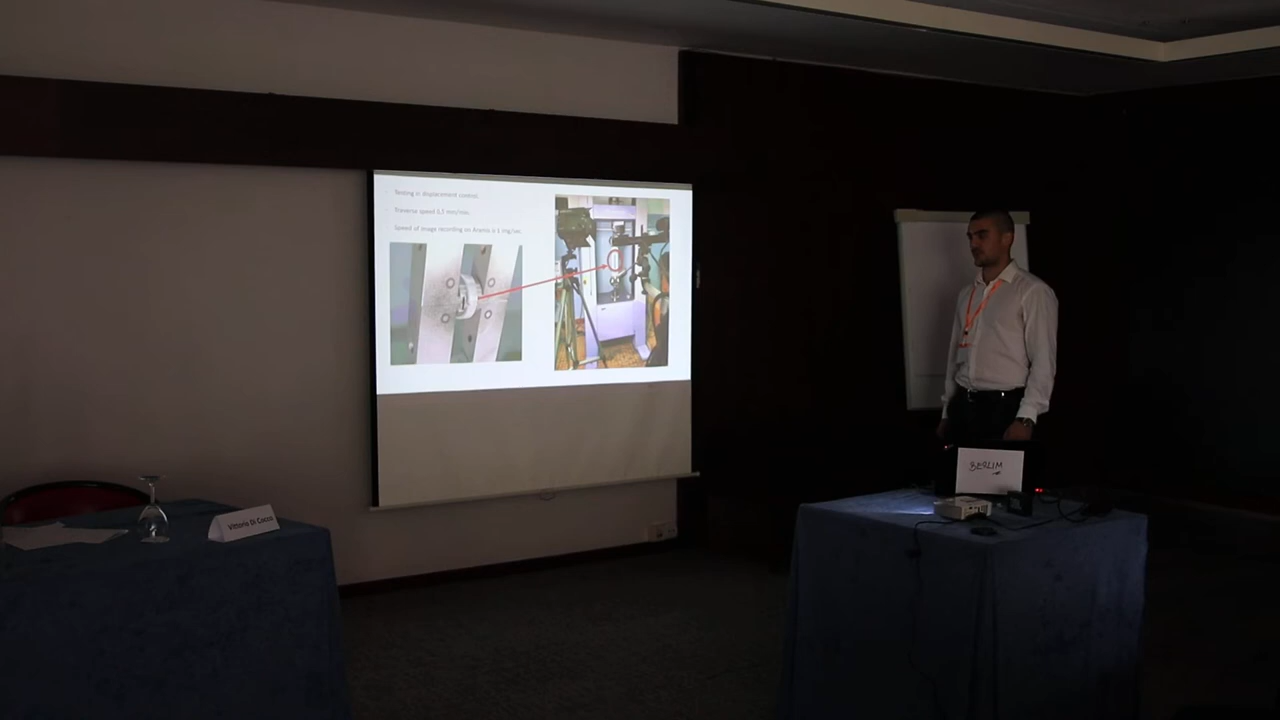 Testing in displacement control.
Traverse speed 0,5 mm/min.
Speed of image recording on Aramis is 1 img/sec.
Vittorio Di Cocco
BERLIM